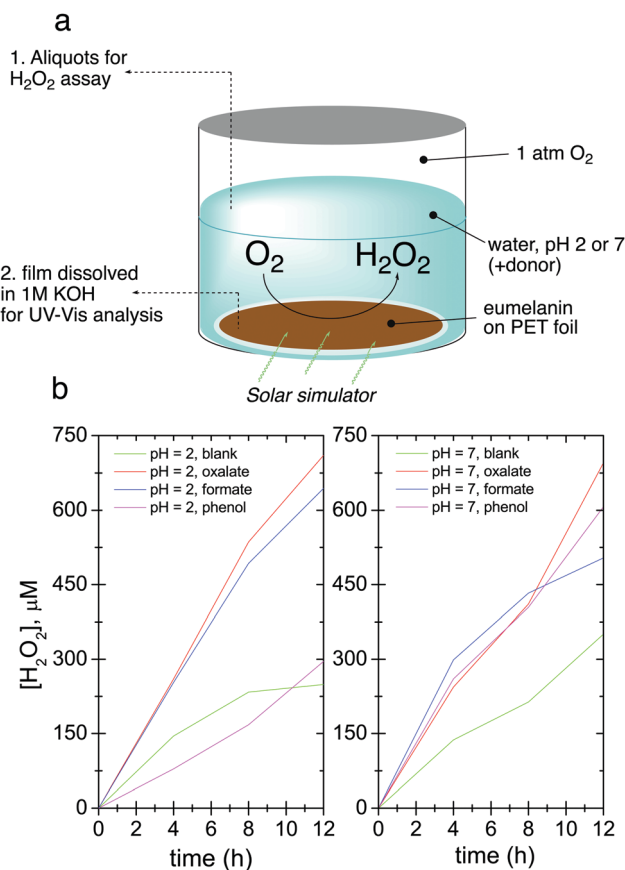 a
1. Aliquots for
H₂O₂ assay
1 atm O₂
O₂
H₂O₂
water, pH 2 or 7
(+donor)
2. film dissolved
in 1M KOH
for UV-Vis analysis
eumelanin
on PET foil
Solar simulator
b
[H₂O₂], μM
750
600
450
300
150
0
pH = 2, blank
pH = 2, oxalate
pH = 2, formate
pH = 2, phenol
0 2 4 6 8 10 12
time (h)
750
600
450
300
150
0
pH = 7, blank
pH = 7, oxalate
pH = 7, formate
pH = 7, phenol
0 2 4 6 8 10 12
time (h)